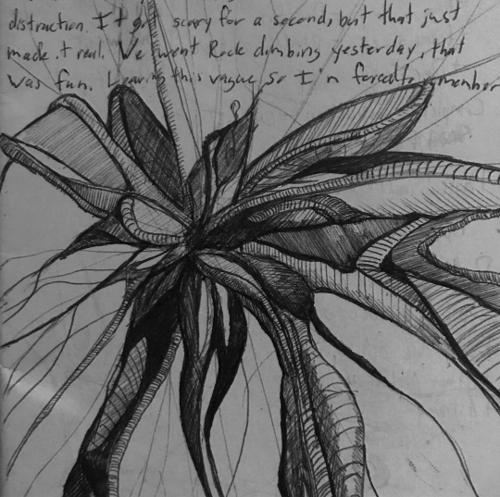 distraction. It got scary for a second, but that just
made it real. We went Rock climbing yesterday, that
was fun. Leaving this vague so I'm forced to remember